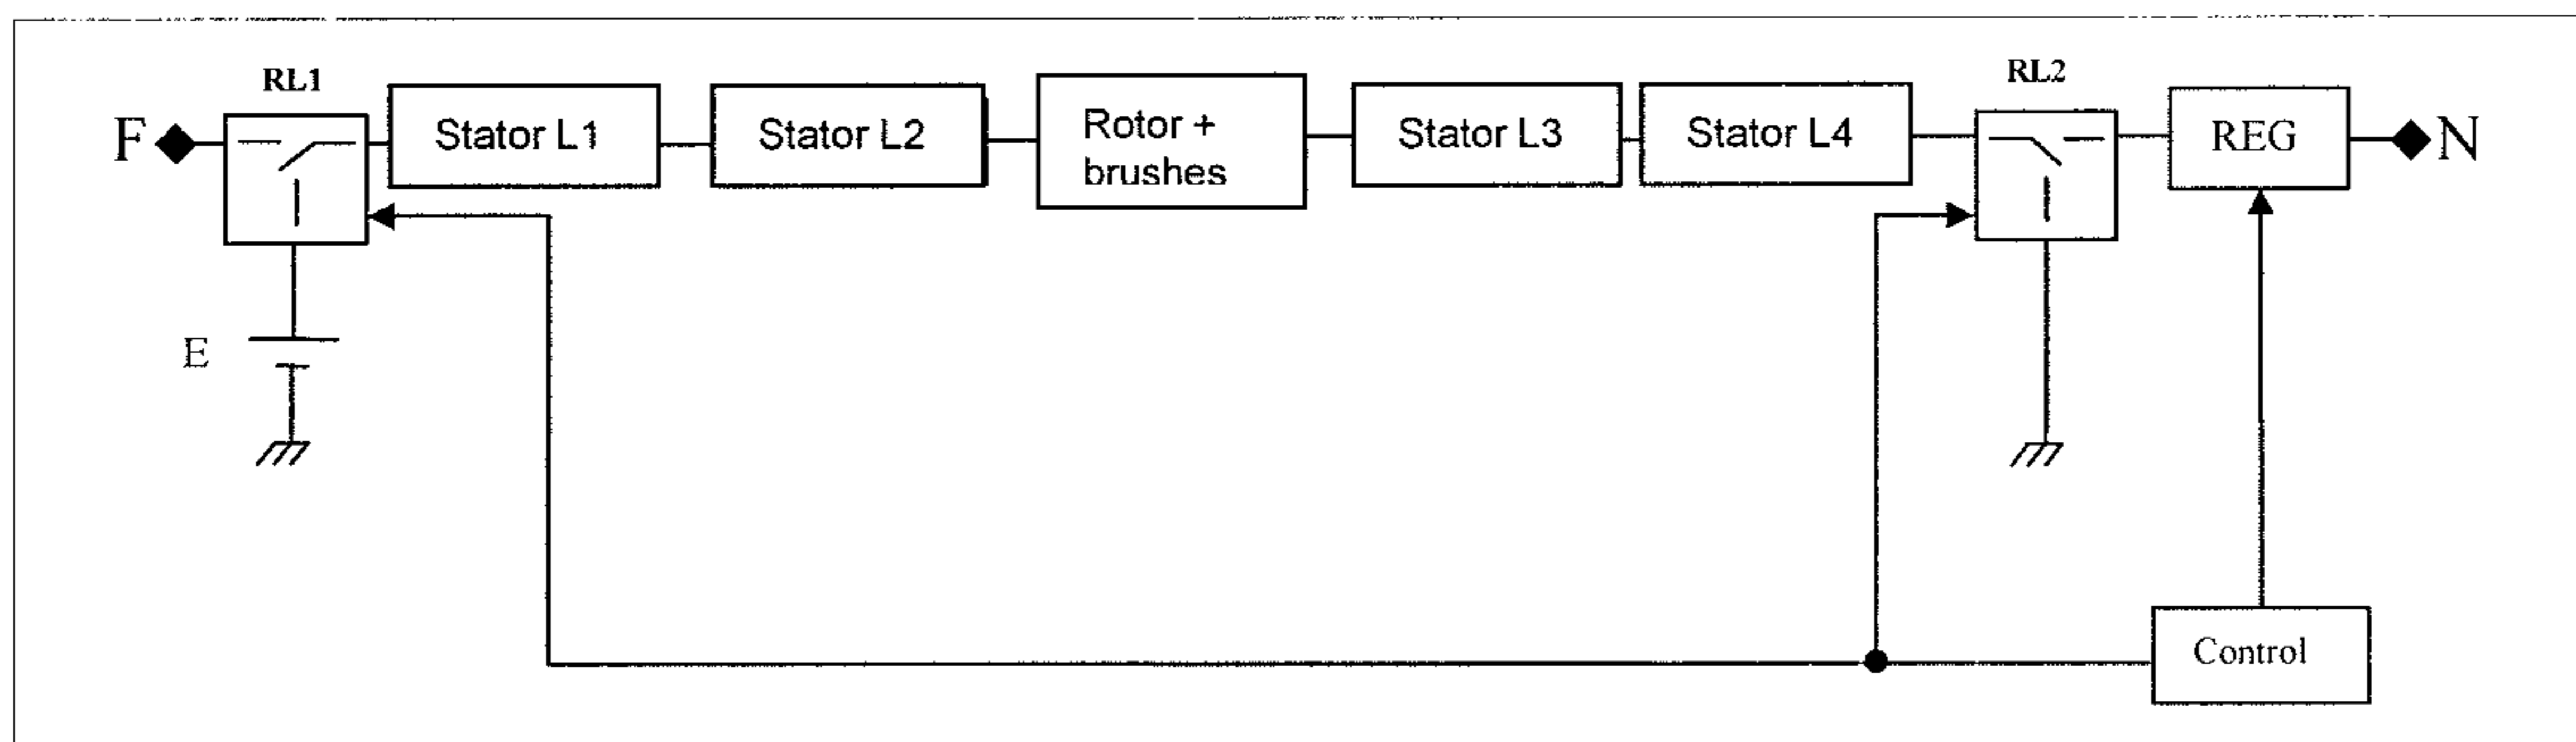 RL1
RL2
F
Stator L1
Stator L2
Rotor +
brushes
Stator L3
Stator L4
REG
N
E
Control